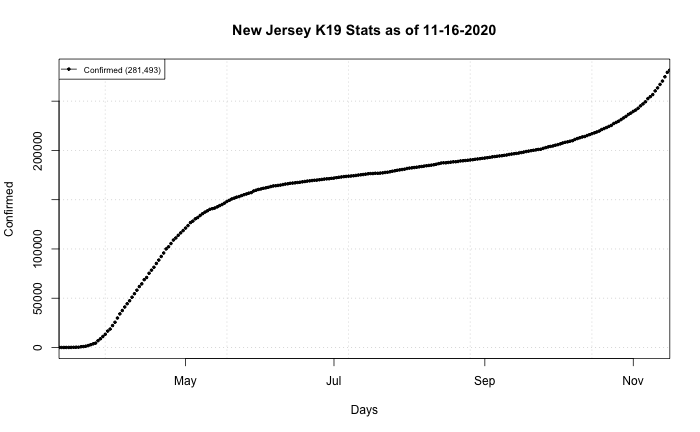 New Jersey K19 Stats as of 11-16-2020
Confirmed (281,493)
Confirmed
200000
100000
50000
0
May
Jul
Sep
Nov
Days